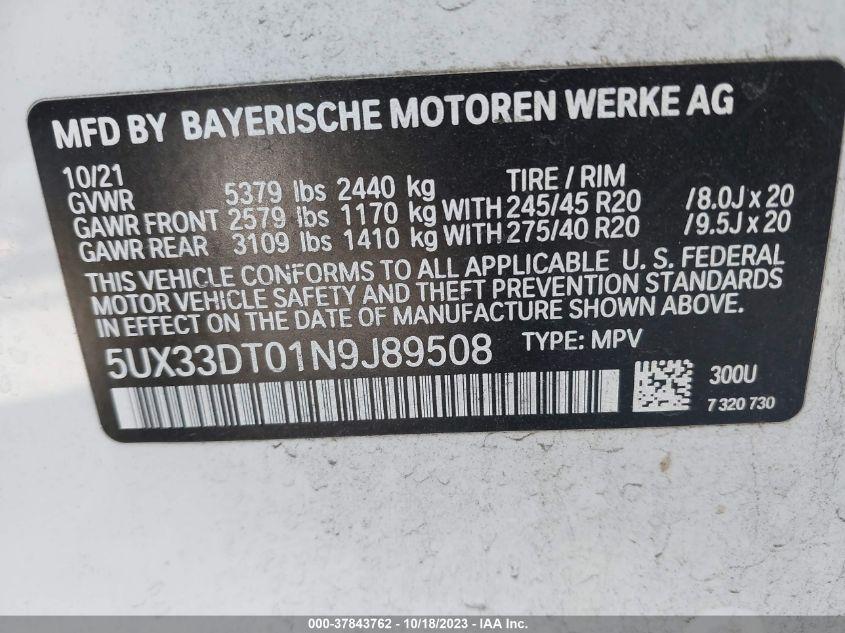 MFD BY BAYERISCHE MOTOREN WERKE AG
10/21
GVWR 5379 lbs 2440 kg TIRE / RIM
GAWR FRONT 2579 lbs 1170 kg WITH 245/45 R20 /8.0J x 20
GAWR REAR 3109 lbs 1410 kg WITH 275/40 R20 /9.5J x 20
THIS VEHICLE CONFORMS TO ALL APPLICABLE U. S. FEDERAL
MOTOR VEHICLE SAFETY AND THEFT PREVENTION STANDARDS
IN EFFECT ON THE DATE OF MANUFACTURE SHOWN ABOVE.
5UX33DT01N9J89508 TYPE: MPV
300U
7 320 730
000-37843762 - 10/18/2023 - IAA Inc.